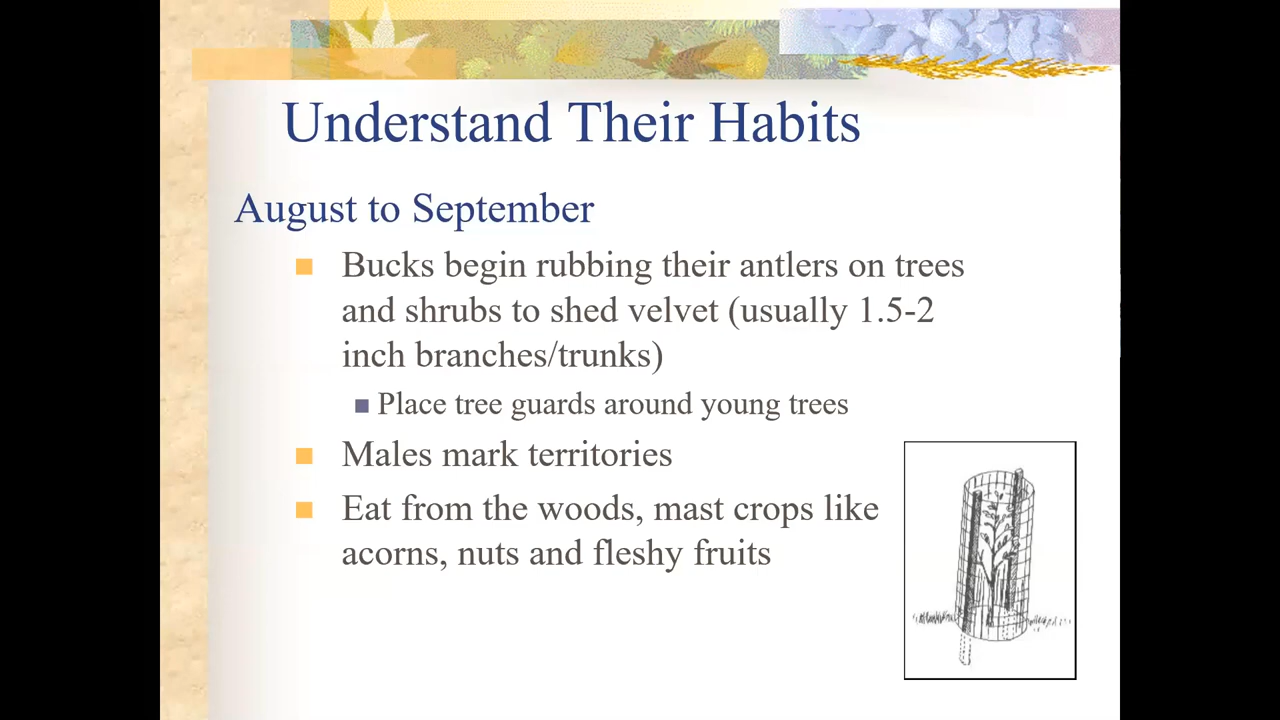 Understand Their Habits
August to September
Bucks begin rubbing their antlers on trees
and shrubs to shed velvet (usually 1.5-2
inch branches/trunks)
Place tree guards around young trees
Males mark territories
Eat from the woods, mast crops like
acorns, nuts and fleshy fruits